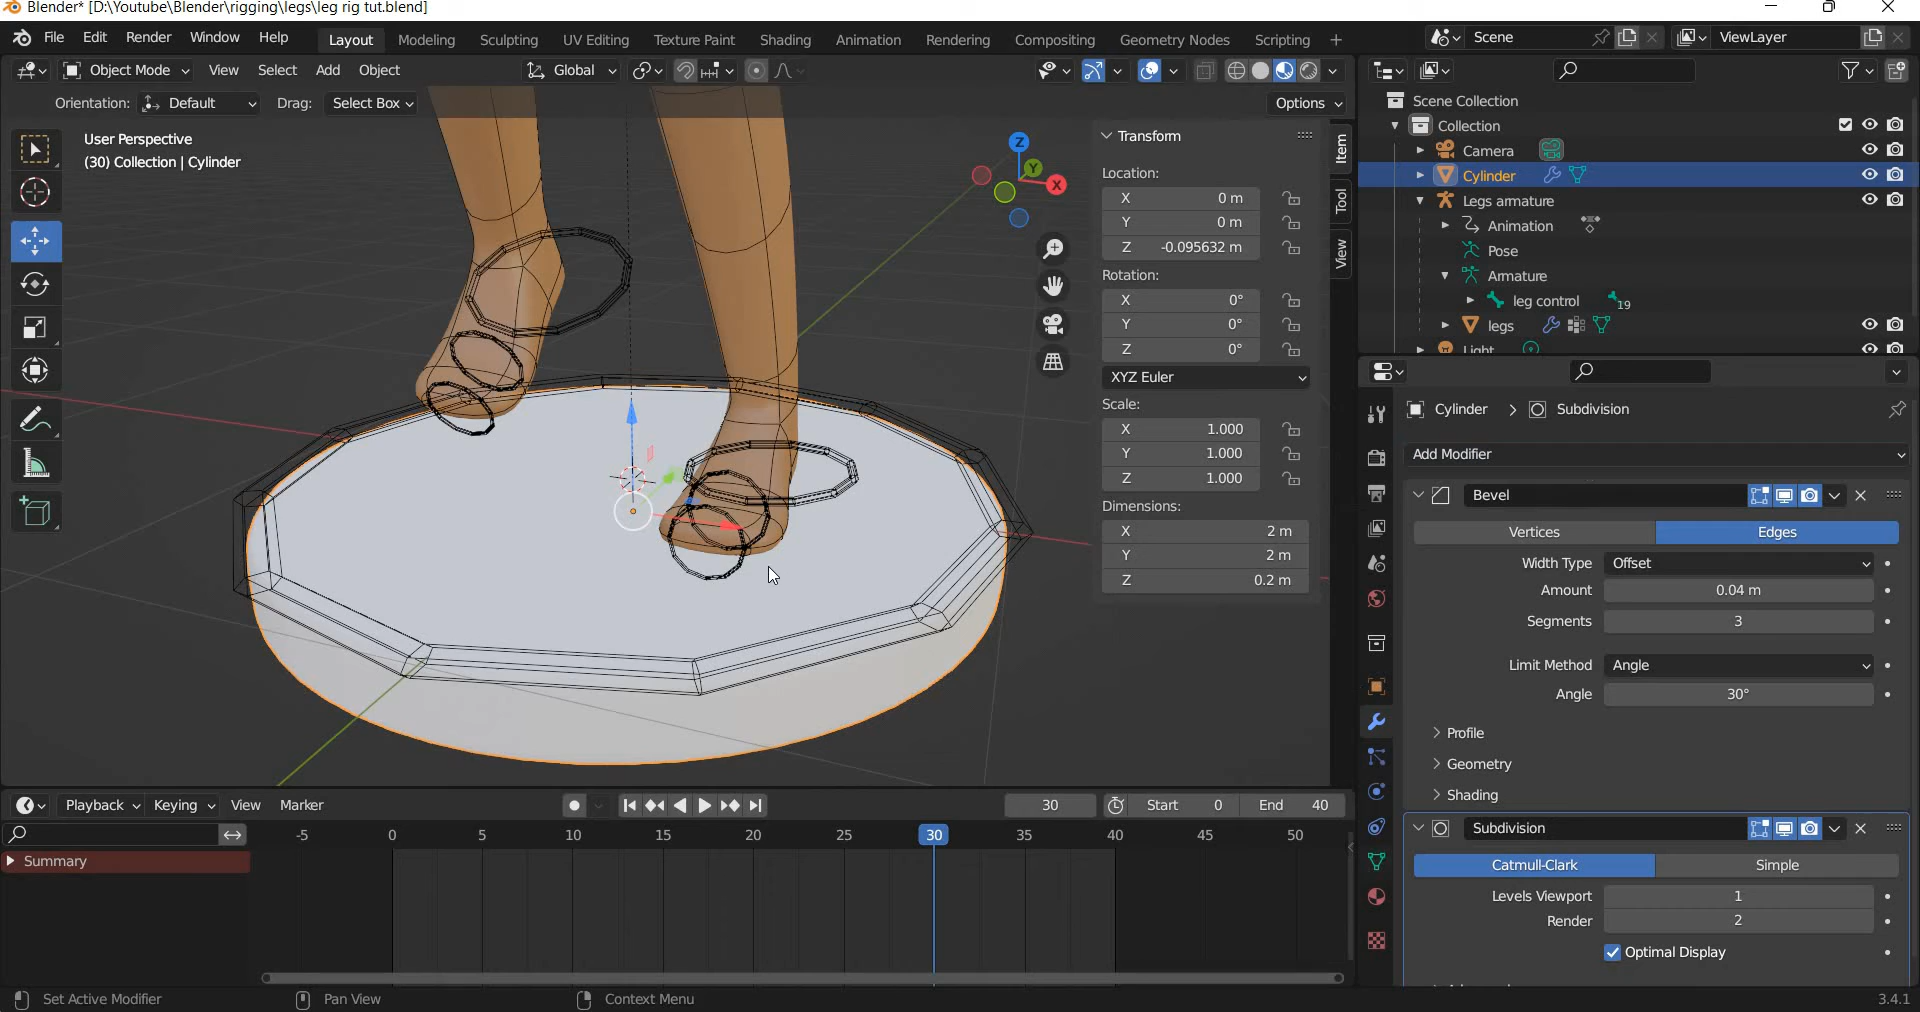 Blender* [D:\Youtube\Blender\rigging\legs\leg rig tut.blend]
File Edit Render Window Help Layout Modeling Sculpting UV Editing Texture Paint Shading Animation Rendering Compositing Geometry Nodes Scripting + Scene ViewLayer
Object Mode View Select Add Object Global
Orientation: Default Drag: Select Box Options
User Perspective
(30) Collection | Cylinder
Z
Y
X
Transform
Location:
X 0 m
Y 0 m
Z -0.095632 m
Rotation:
X 0°
Y 0°
Z 0°
XYZ Euler
Scale:
X 1.000
Y 1.000
Z 1.000
Dimensions:
X 2 m
Y 2 m
Z 0.2 m
Item
Tool
View
Scene Collection
Collection
Camera
Cylinder
Legs armature
Animation
Pose
Armature
leg control 19
legs
Light
Cylinder > Subdivision
Add Modifier
Bevel
Vertices Edges
Width Type Offset
Amount 0.04 m
Segments 3
Limit Method Angle
Angle 30°
Profile
Geometry
Shading
Subdivision
Catmull-Clark Simple
Levels Viewport 1
Render 2
Optimal Display
Playback Keying View Marker 30 Start 0 End 40
-5 0 5 10 15 20 25 30 35 40 45 50
Summary
Set Active Modifier Pan View Context Menu 3.4.1